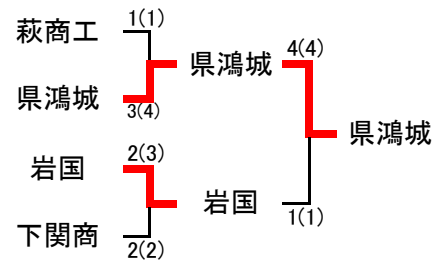 萩商工
1(1)
県鴻城
3(4)
県鴻城
4(4)
県鴻城
岩国
2(3)
岩国
1(1)
下関商
2(2)